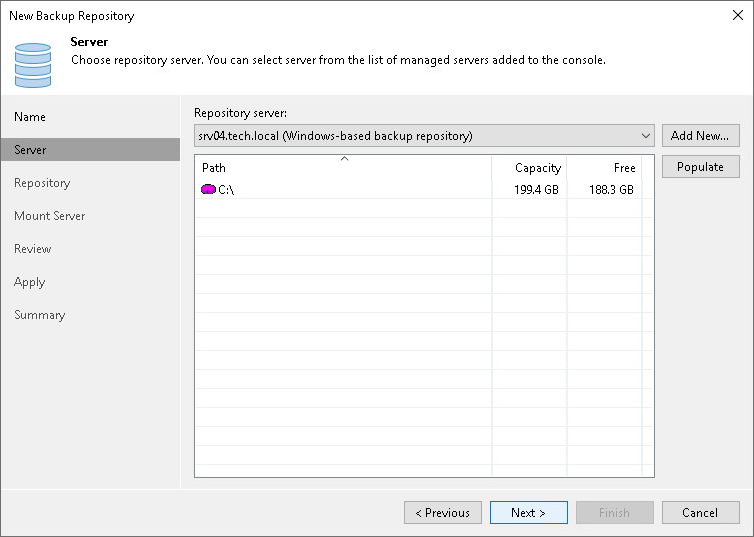 New Backup Repository
Server
Choose repository server. You can select server from the list of managed servers added to the console.
Name
Server
Repository
Mount Server
Review
Apply
Summary
Repository server:
srv04.tech.local (Windows-based backup repository)
Add New...
Populate
Path Capacity Free
C:\ 199.4 GB 188.3 GB
< Previous
Next >
Finish
Cancel